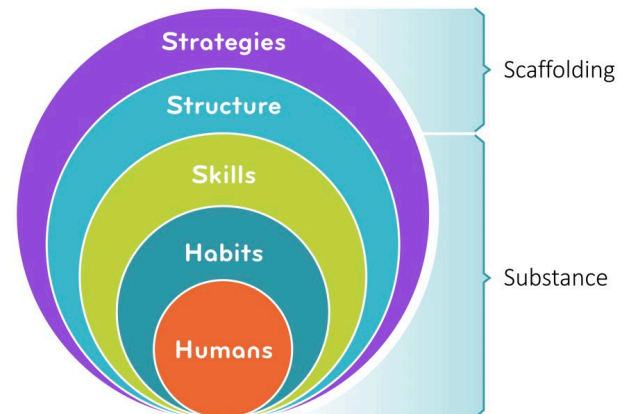 Strategies
Scaffolding
Structure
Skills
Habits
Substance
Humans